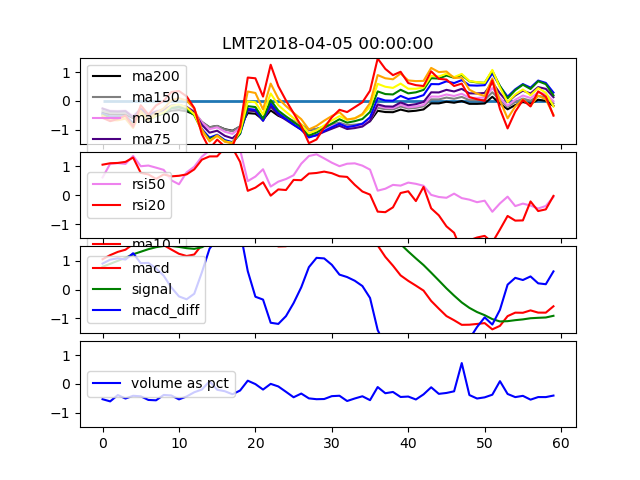 LMT2018-04-05 00:00:00
1
0
−1
ma200
ma150
ma100
ma75
1
0
−1
rsi50
rsi20
ma10
1
0
−1
macd
signal
macd_diff
1
0
−1
volume as pct
0 10 20 30 40 50 60